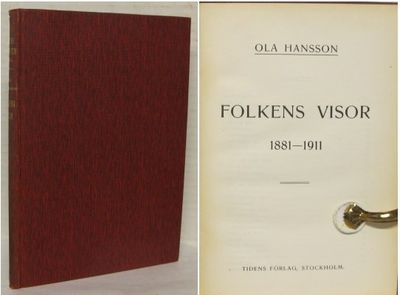 OLA HANSSON
FOLKENS VISOR
1881—1911
TIDENS FÖRLAG, STOCKHOLM.